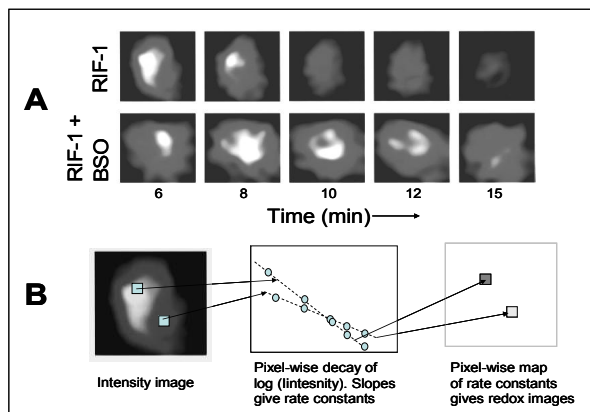 A
RIF-1
RIF-1 +
BSO
6 8 10 12 15
Time (min)
B
Intensity image
Pixel-wise decay of
log (lintesnity). Slopes
give rate constants
Pixel-wise map
of rate constants
gives redox images